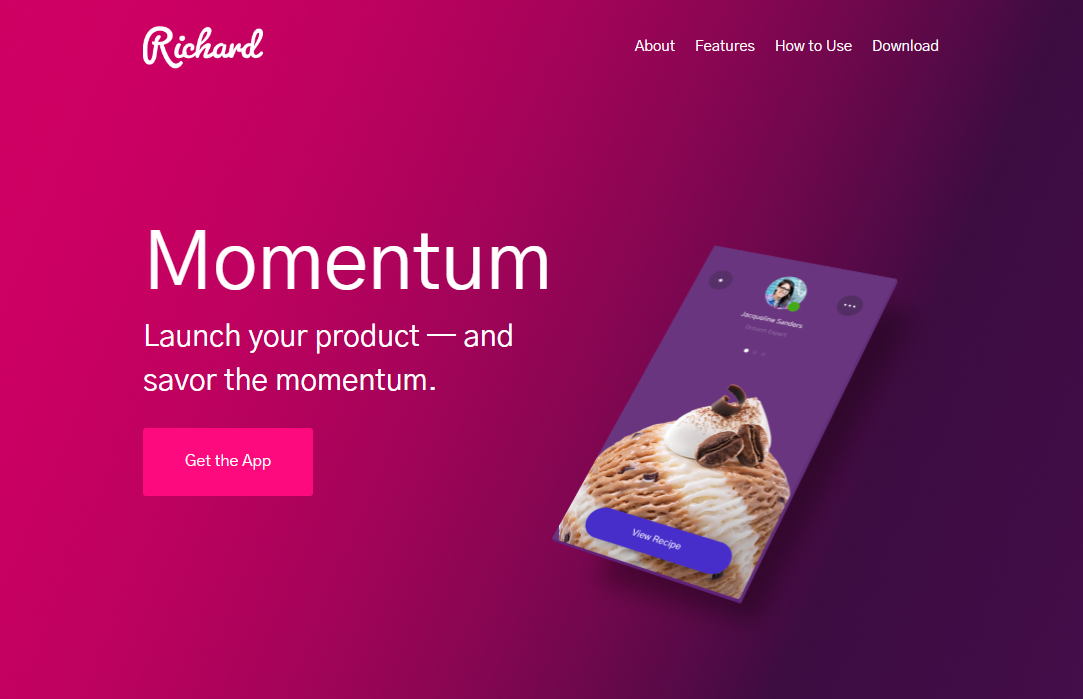 Richard
About Features How to Use Download
Momentum
Launch your product — and
savor the momentum.
Get the App
Jacqueline Sanders
Dessert Expert
View Recipe